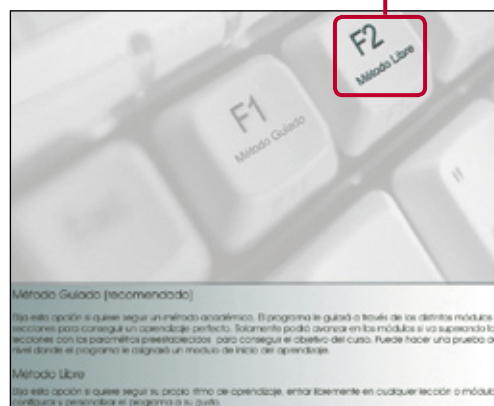 F2
Método Libre
F1
Método Guiado
Método Guiado (recomendado)
Elija esta opción si quiere seguir un método académico. El programa le guiará a través de los distintos módulos
secciones para conseguir un aprendizaje perfecto. Solamente podrá avanzar en los módulos si va superando la
lecciones con los parámetros preestablecidos para conseguir el objetivo del curso. Puede hacer una prueba de
nivel donde el programa le asignará un modulo de inicio del aprendizaje.
Método Libre
Elija esta opción si quiere seguir su propio ritmo de aprendizaje, entrar libremente en cualquier lección o módulo
configurar y personalizar el programa a su gusto.